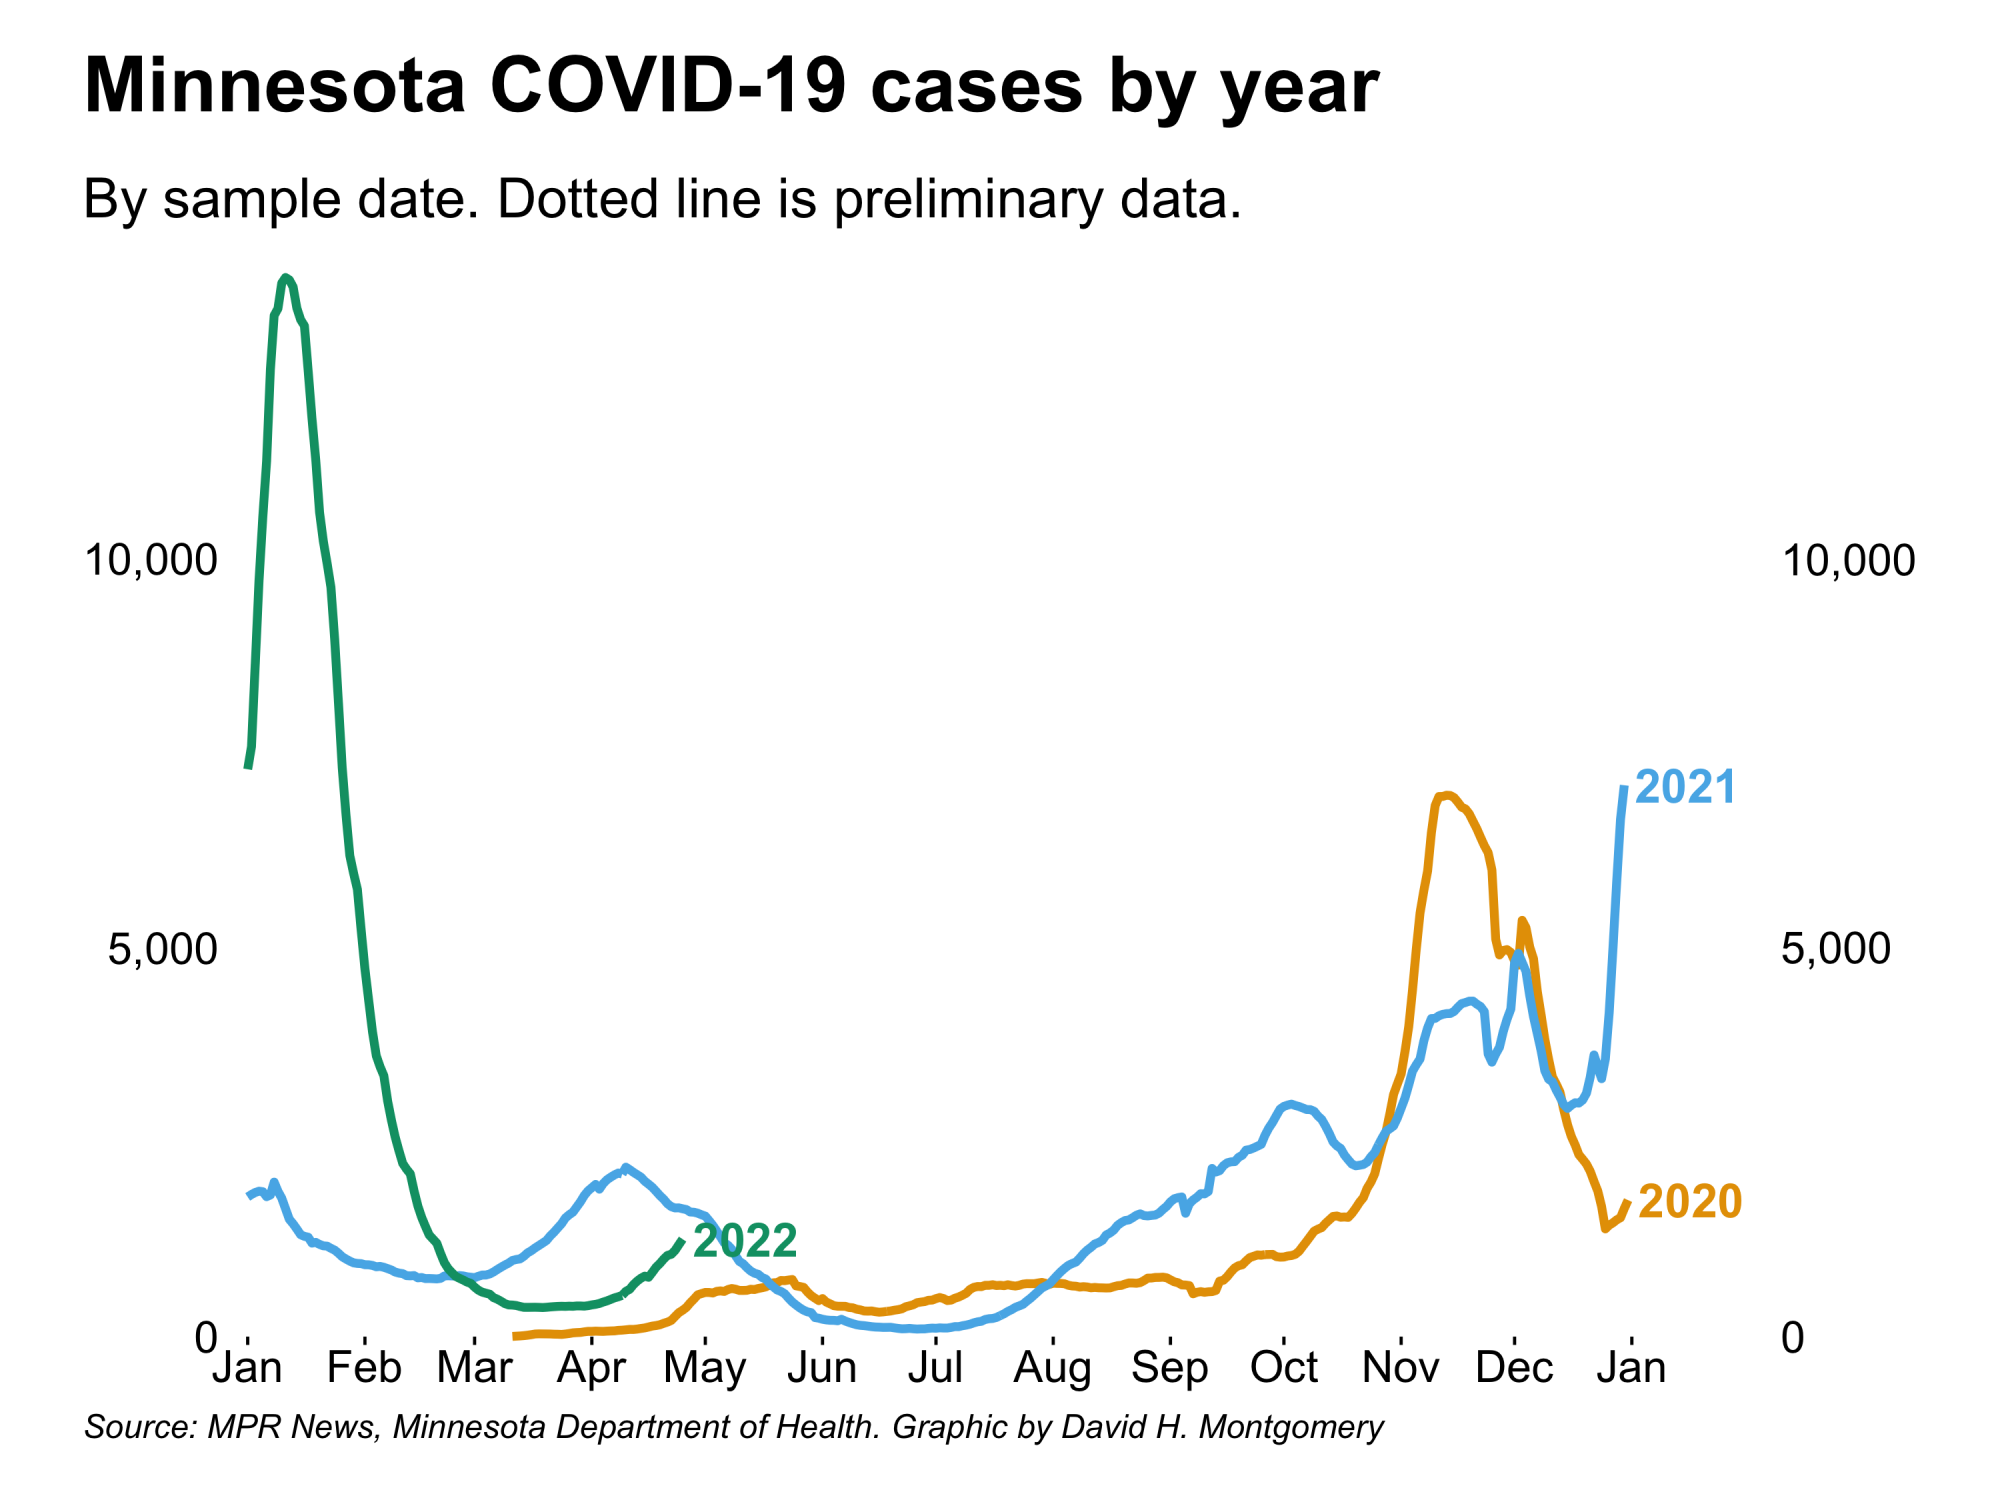 Minnesota COVID-19 cases by year
By sample date. Dotted line is preliminary data.
10,000 10,000
2021
5,000 5,000
2020
2022
0 0
Jan Feb Mar Apr May Jun Jul Aug Sep Oct Nov Dec Jan
Source: MPR News, Minnesota Department of Health. Graphic by David H. Montgomery